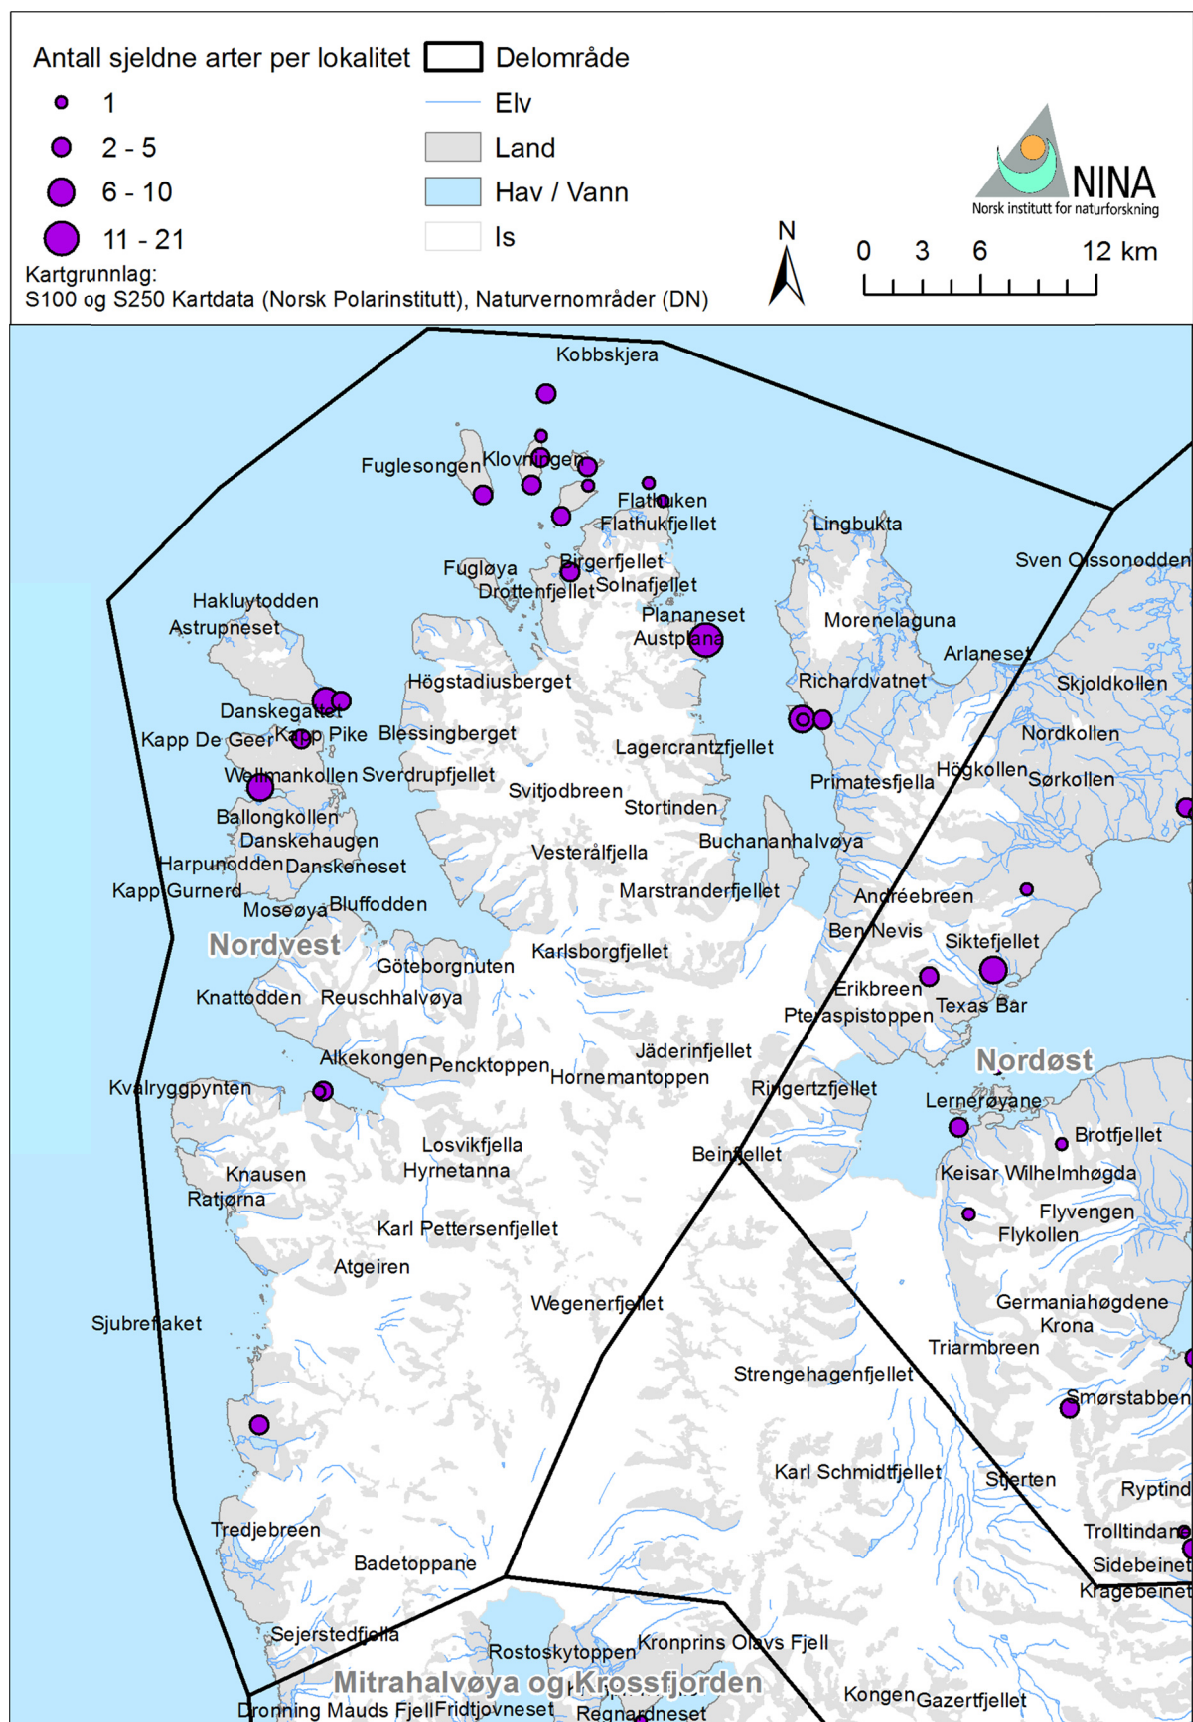 Antall sjeldne arter per lokalitet
1
2 - 5
6 - 10
11 - 21
Delområde
Elv
Land
Hav / Vann
Is
Kartgrunnlag:
S100 og S250 Kartdata (Norsk Polarinstitutt), Naturvernområder (DN)
NINA
Norsk institutt for naturforskning
N
0 3 6 12 km
Kobbskjera
Fuglesongen
Klovningen
Flathuken
Flathukfjellet
Lingbukta
Birgerfjellet
Fugløya
Drottenfjellet
Solnafjellet
Sven Olssonodden
Hakluytodden
Astrupneset
Plananeset
Austplana
Morenelaguna
Arlaneset
Högstadiusberget
Richardvatnet
Skjoldkollen
Danskegattet
Kapp De Geer
Kapp Pike
Blessingberget
Lagercrantzfjellet
Nordkollen
Högkollen
Sørkollen
Wellmankollen
Sverdrupfjellet
Svitjodbreen
Stortinden
Primatesfjella
Ballongkollen
Danskehaugen
Buchananhalvøya
Harpunodden
Danskeneset
Vesterålfjella
Kapp Gurnerd
Marstranderfjellet
Andréebreen
Moseøya
Bluffodden
Ben Nevis
Nordvest
Karlsborgfjellet
Siktefjellet
Göteborgnuten
Knattodden
Reuschhalvøya
Erikbreen
Texas Bar
Pteraspistoppen
Alkekongen
Pencktoppen
Jäderinfjellet
Nordøst
Hornemantoppen
Kvalryggpynten
Ringertzfjellet
Lernerøyane
Losvikfjella
Brotfjellet
Beinfjellet
Knausen
Hyrnetanna
Keisar Wilhelmhøgda
Ratjørna
Flyvengen
Karl Pettersenfjellet
Flykollen
Atgeiren
Wegenerfjellet
Germaniahøgdene
Sjubreflaket
Krona
Triarmbreen
Strengehagenfjellet
Smørstabben
Karl Schmidtfjellet
Stjerten
Ryptind
Tredjebreen
Trolltindane
Badetoppane
Sidebeinet
Kragebeinet
Sejerstedfjella
Rostoskytoppen
Kronprins Olavs Fjell
Mitrahalvøya og Krossfjorden
Kongen
Gazertfjellet
Dronning Mauds Fjell
Fridtjovneset
Regnardneset